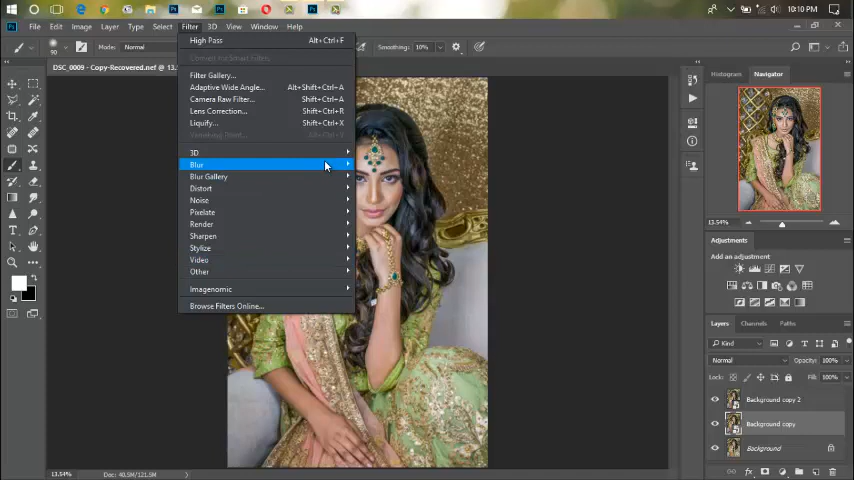 10:10 PM
File Edit Image Layer Type Select Filter 3D View Window Help
90 Mode: Normal Smoothing: 10%
DSC_0009 - Copy-Recovered.nef @ 13.5
High Pass Alt+Ctrl+F
Convert for Smart Filters
Filter Gallery...
Adaptive Wide Angle... Alt+Shift+Ctrl+A
Camera Raw Filter... Shift+Ctrl+A
Lens Correction... Shift+Ctrl+R
Liquify... Shift+Ctrl+X
Vanishing Point... Alt+Ctrl+V
3D
Blur
Blur Gallery
Distort
Noise
Pixelate
Render
Sharpen
Stylize
Video
Other
Imagenomic
Browse Filters Online...
Histogram Navigator
13.54%
Adjustments
Add an adjustment
Layers Channels Paths
Kind
Normal Opacity: 100%
Lock: Fill: 100%
Background copy 2
Background copy
Background
13.54% Doc: 40.5M/121.5M